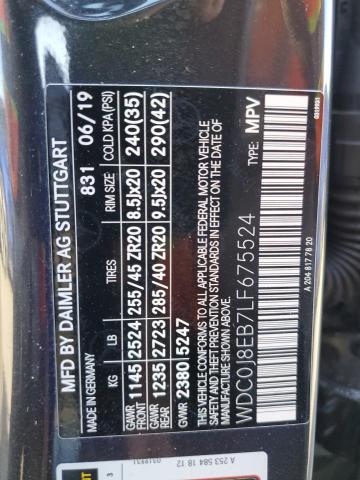 MFD BY DAIMLER AG STUTTGART
MADE IN GERMANY 831 06/19
KG LB TIRES RIM SIZE COLD KPA(PSI)
GAWR FRONT 1145 2524 255/45 ZR20 8.5Jx20 240(35)
GAWR REAR 1235 2723 285/40 ZR20 9.5Jx20 290(42)
GVWR 2380 5247
THIS VEHICLE CONFORMS TO ALL APPLICABLE FEDERAL MOTOR VEHICLE
SAFETY AND THEFT PREVENTION STANDARDS IN EFFECT ON THE DATE OF
MANUFACTURE SHOWN ABOVE.
WDC0J8EB7LF675524 TYPE: MPV
A 204 817 78 20
A 253 584 18 12